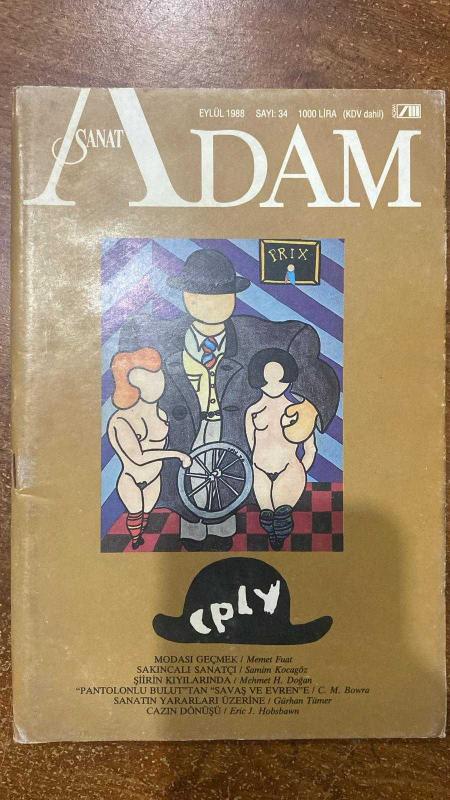 EYLÜL 1988 SAYI: 34 1000 LİRA (KDV dahil)
SANAT
ADAM
PRIX
cply
MODASI GEÇMEK / Memet Fuat
SAKINCALI SANATÇI / Samim Kocagöz
ŞİİRİN KIYILARINDA / Mehmet H. Doğan
"PANTOLONLU BULUT"TAN "SAVAŞ VE EVREN"E / C. M. Bowra
SANATIN YARARLARI ÜZERİNE / Gürhan Tümer
CAZIN DÖNÜŞÜ / Eric J. Hobsbawn